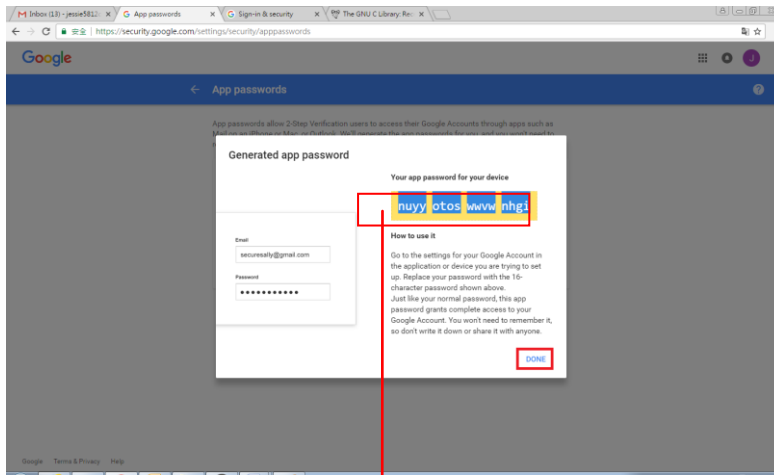 Inbox (13) - jessie5812
App passwords
Sign-in & security
The GNU C Library: Rec
安全 | https://security.google.com/settings/security/apppasswords
Google
J
App passwords
App passwords allow 2-Step Verification users to access their Google Accounts through apps such as
Mail on an iPhone or Mac, or Outlook. We'll generate the app passwords for you, and you won't need to
Generated app password
Your app password for your device
nuyy otos wwvw nhgi
Email
securesally@gmail.com
Password
How to use it
Go to the settings for your Google Account in
the application or device you are trying to set
up. Replace your password with the 16-
character password shown above.
Just like your normal password, this app
password grants complete access to your
Google Account. You won't need to remember it,
so don't write it down or share it with anyone.
DONE
Google Terms & Privacy Help